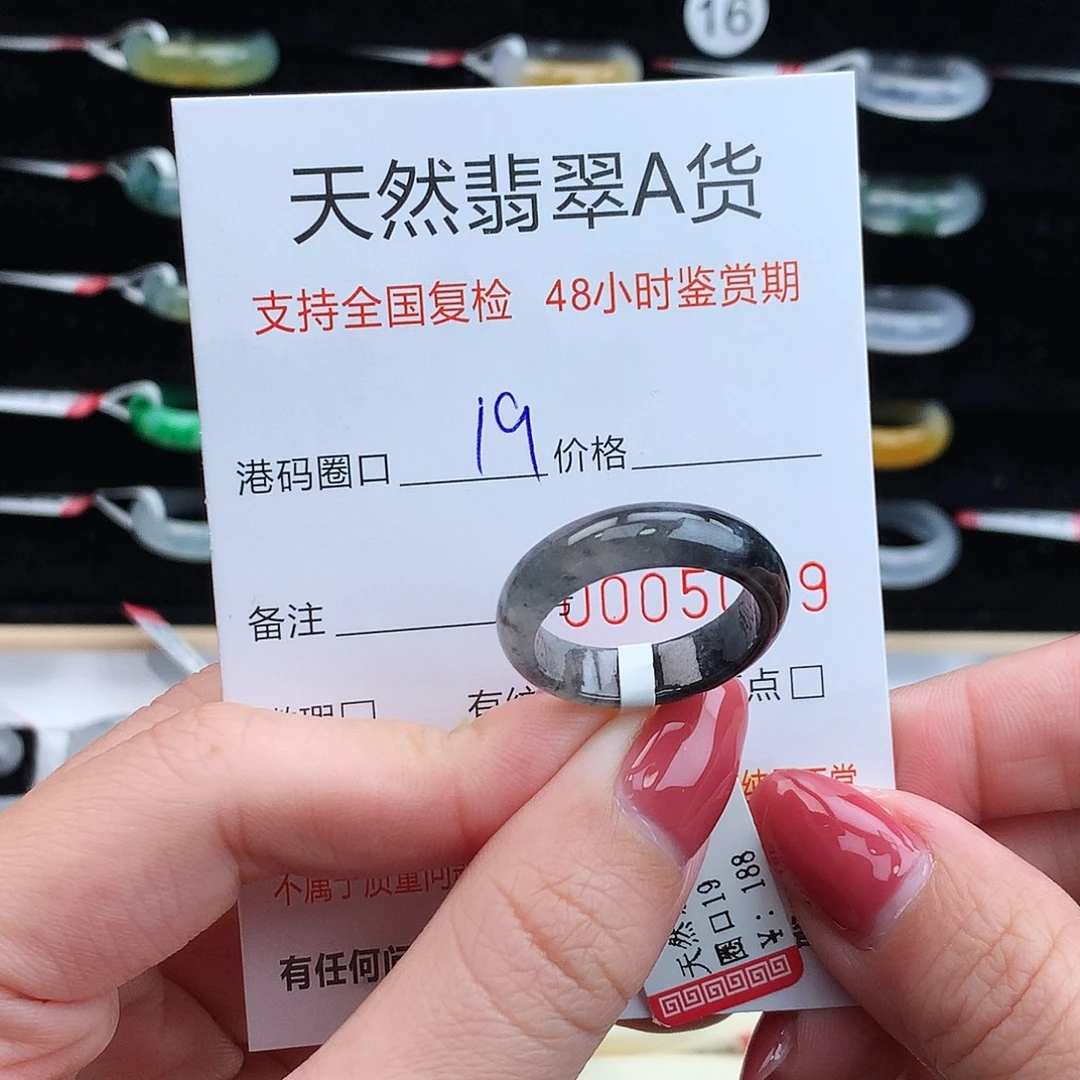 16
天然翡翠A货
支持全国复检 48小时鉴赏期
港码圈口 19 价格
备注 0005 9
有 点
不属于质量问
有任何问
天然
圈口19
¥: 188